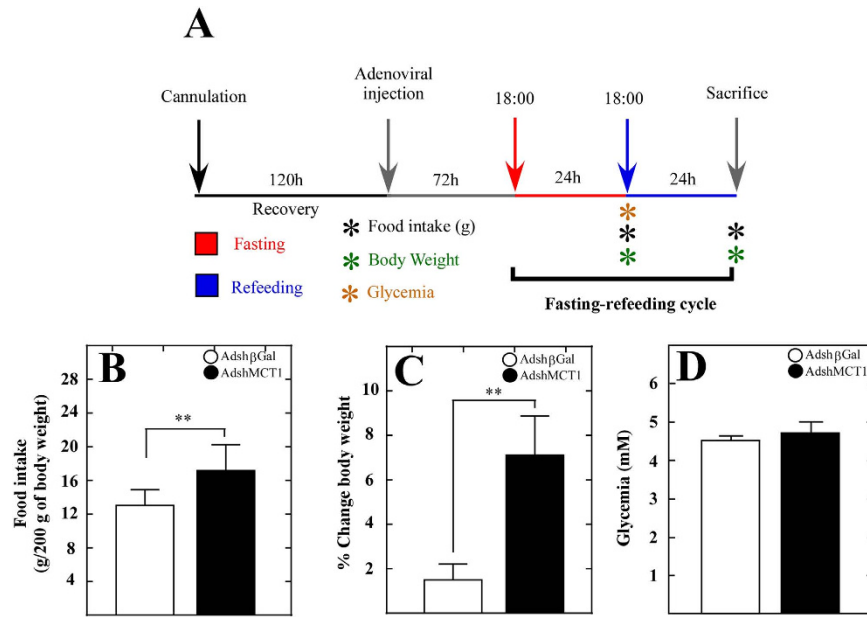 A
Cannulation
Adenoviral
injection
18:00
18:00
Sacrifice
120h
72h
24h
24h
Recovery
Fasting
Refeeding
* Food intake (g)
* Body Weight
* Glycemia
*
*
*
*
*
Fasting-refeeding cycle
B
AdshβGal
AdshMCT1
28
24
20
16
12
8
4
**
Food intake
(g/200 g of body weight)
C
AdshβGal
AdshMCT1
10
8
6
4
2
**
% Change body weight
D
AdshβGal
AdshMCT1
6
5
4
3
2
1
Glycemia (mM)